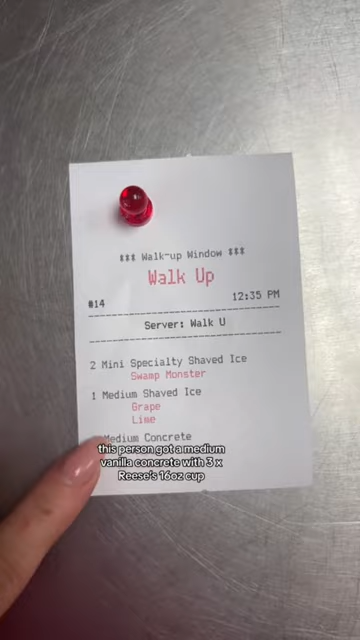 *** Walk-up Window ***
Walk Up
#14 12:35 PM
Server: Walk U
2 Mini Specialty Shaved Ice
Swamp Monster
1 Medium Shaved Ice
Grape
Lime
Medium Concrete
this person got a medium
vanilla concrete with 3 x
Reese's 16oz cup